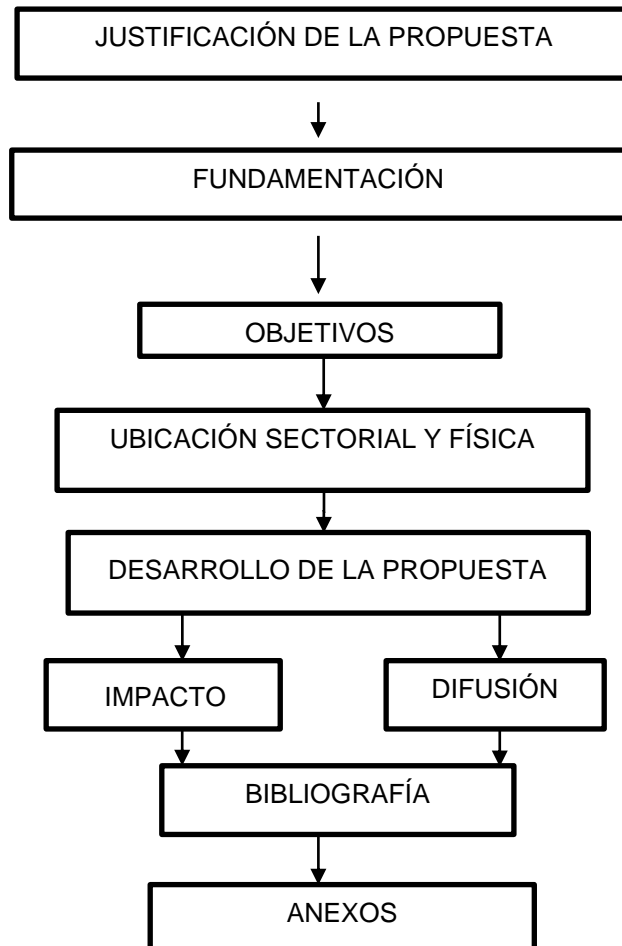 JUSTIFICACIÓN DE LA PROPUESTA
FUNDAMENTACIÓN
OBJETIVOS
UBICACIÓN SECTORIAL Y FÍSICA
DESARROLLO DE LA PROPUESTA
IMPACTO
DIFUSIÓN
BIBLIOGRAFÍA
ANEXOS